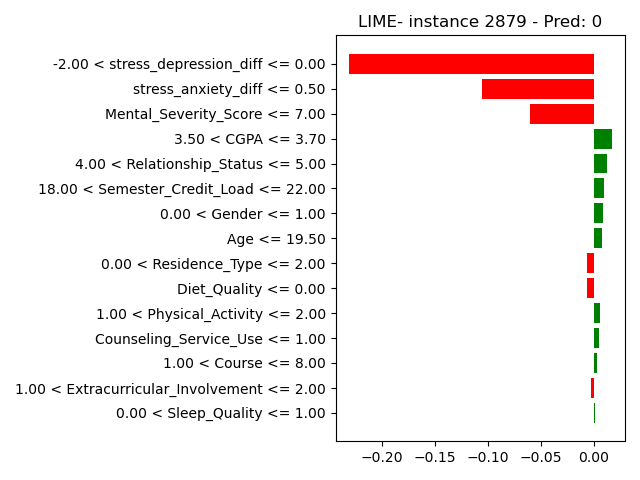 LIME- instance 2879 - Pred: 0
-2.00 < stress_depression_diff <= 0.00
stress_anxiety_diff <= 0.50
Mental_Severity_Score <= 7.00
3.50 < CGPA <= 3.70
4.00 < Relationship_Status <= 5.00
18.00 < Semester_Credit_Load <= 22.00
0.00 < Gender <= 1.00
Age <= 19.50
0.00 < Residence_Type <= 2.00
Diet_Quality <= 0.00
1.00 < Physical_Activity <= 2.00
Counseling_Service_Use <= 1.00
1.00 < Course <= 8.00
1.00 < Extracurricular_Involvement <= 2.00
0.00 < Sleep_Quality <= 1.00
−0.20 −0.15 −0.10 −0.05 0.00